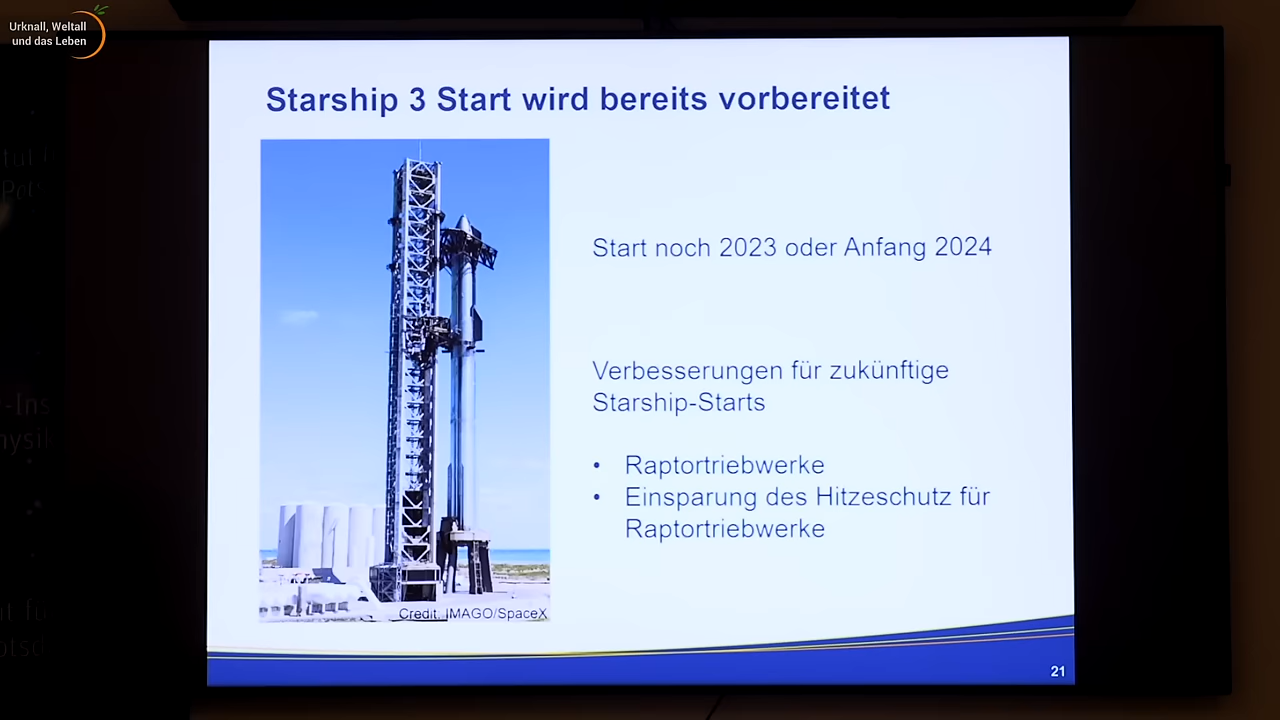 Urknall, Weltall
und das Leben
Starship 3 Start wird bereits vorbereitet
Start noch 2023 oder Anfang 2024
Verbesserungen für zukünftige
Starship-Starts
• Raptortriebwerke
• Einsparung des Hitzeschutz für
Raptortriebwerke
Credit: IMAGO/SpaceX
21